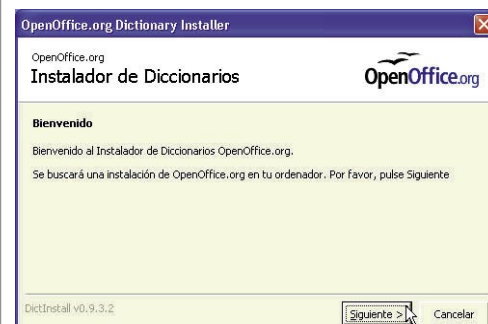 OpenOffice.org Dictionary Installer
OpenOffice.org
Instalador de Diccionarios
OpenOffice.org
Bienvenido
Bienvenido al Instalador de Diccionarios OpenOffice.org.
Se buscará una instalación de OpenOffice.org en tu ordenador. Por favor, pulse Siguiente
DictInstall v0.9.3.2
Siguiente >
Cancelar